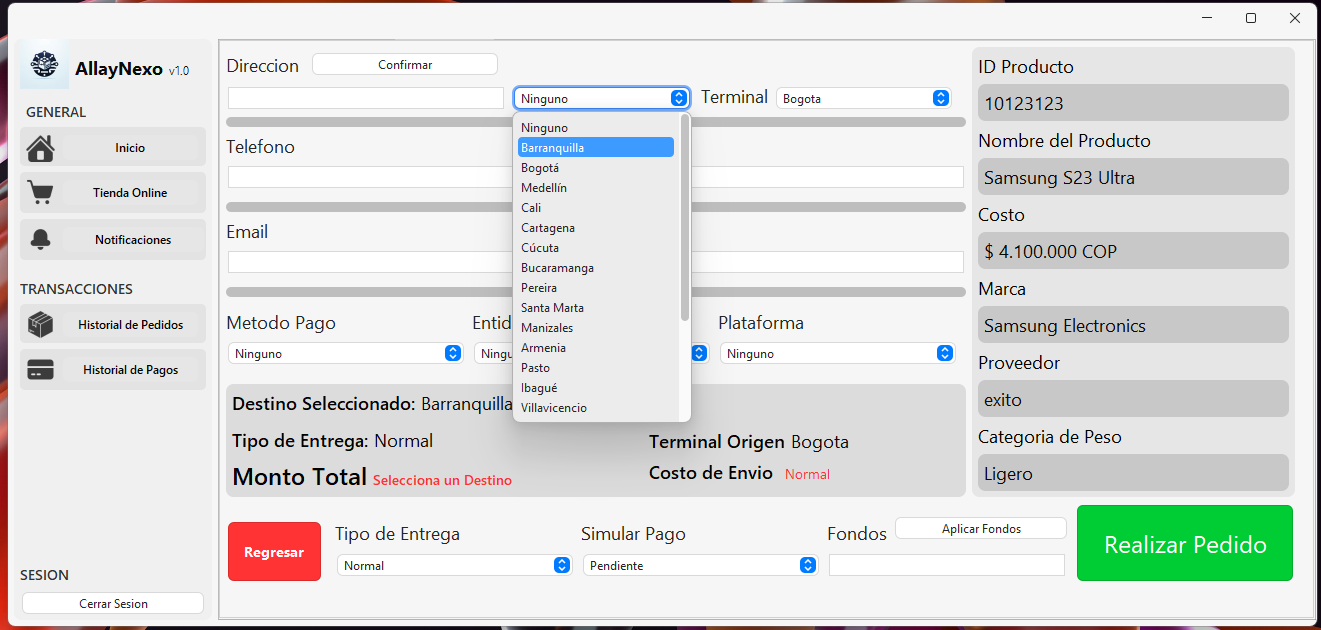 AllayNexo v1.0
GENERAL
Inicio
Tienda Online
Notificaciones
TRANSACCIONES
Historial de Pedidos
Historial de Pagos
SESION
Cerrar Sesion
Direccion
Confirmar
Ninguno
Terminal
Bogota
Ninguno
Barranquilla
Bogotá
Medellín
Cali
Cartagena
Cúcuta
Bucaramanga
Pereira
Santa Marta
Manizales
Armenia
Pasto
Ibagué
Villavicencio
Telefono
Email
Metodo Pago
Ninguno
Entid
Ningu
Plataforma
Ninguno
Destino Seleccionado: Barranquilla
Tipo de Entrega: Normal
Terminal Origen Bogota
Monto Total Selecciona un Destino
Costo de Envio Normal
Regresar
Tipo de Entrega
Normal
Simular Pago
Pendiente
Fondos
Aplicar Fondos
ID Producto
10123123
Nombre del Producto
Samsung S23 Ultra
Costo
$ 4.100.000 COP
Marca
Samsung Electronics
Proveedor
exito
Categoria de Peso
Ligero
Realizar Pedido